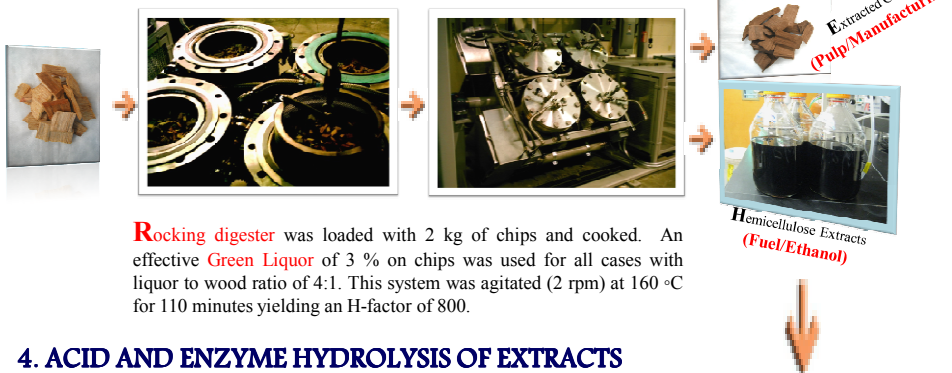 Extracted
(Pulp/Manufacturin
Hemicellulose Extracts
(Fuel/Ethanol)
Rocking digester was loaded with 2 kg of chips and cooked. An
effective Green Liquor of 3 % on chips was used for all cases with
liquor to wood ratio of 4:1. This system was agitated (2 rpm) at 160 ◦C
for 110 minutes yielding an H-factor of 800.
4. ACID AND ENZYME HYDROLYSIS OF EXTRACTS